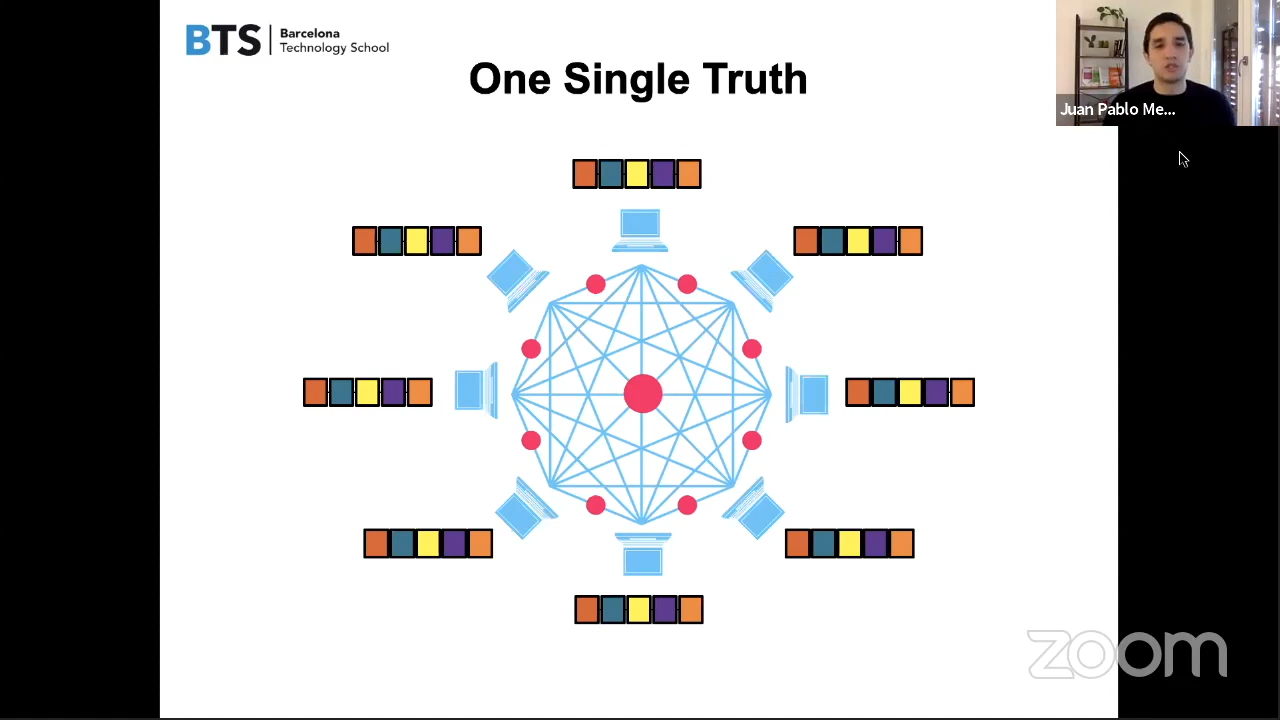 BTS
Barcelona
Technology School
One Single Truth
Juan Pablo Me...
zoom